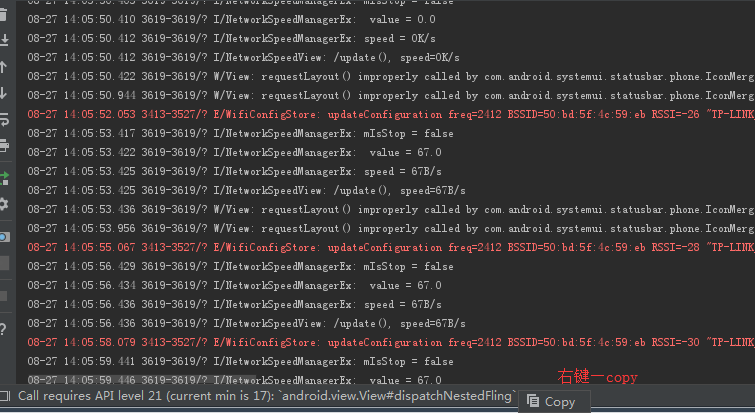 08-27 14:05:50.405 3619-3619/? I/NetworkSpeedManagerEx: mIsStop = false
08-27 14:05:50.410 3619-3619/? I/NetworkSpeedManagerEx:  value = 0.0
08-27 14:05:50.412 3619-3619/? I/NetworkSpeedManagerEx: speed = 0K/s
08-27 14:05:50.412 3619-3619/? I/NetworkSpeedView: /update(), speed=0K/s
08-27 14:05:50.422 3619-3619/? W/View: requestLayout() improperly called by com.android.systemui.statusbar.phone.IconMerg
08-27 14:05:50.944 3619-3619/? W/View: requestLayout() improperly called by com.android.systemui.statusbar.phone.IconMerg
08-27 14:05:52.053 3413-3527/? E/WifiConfigStore: updateConfiguration freq=2412 BSSID=50:bd:5f:4c:59:eb RSSI=-26 "TP-LINK_
08-27 14:05:53.417 3619-3619/? I/NetworkSpeedManagerEx: mIsStop = false
08-27 14:05:53.422 3619-3619/? I/NetworkSpeedManagerEx:  value = 67.0
08-27 14:05:53.425 3619-3619/? I/NetworkSpeedManagerEx: speed = 67B/s
08-27 14:05:53.425 3619-3619/? I/NetworkSpeedView: /update(), speed=67B/s
08-27 14:05:53.436 3619-3619/? W/View: requestLayout() improperly called by com.android.systemui.statusbar.phone.IconMerg
08-27 14:05:53.956 3619-3619/? W/View: requestLayout() improperly called by com.android.systemui.statusbar.phone.IconMerg
08-27 14:05:55.067 3413-3527/? E/WifiConfigStore: updateConfiguration freq=2412 BSSID=50:bd:5f:4c:59:eb RSSI=-28 "TP-LINK_
08-27 14:05:56.429 3619-3619/? I/NetworkSpeedManagerEx: mIsStop = false
08-27 14:05:56.434 3619-3619/? I/NetworkSpeedManagerEx:  value = 67.0
08-27 14:05:56.436 3619-3619/? I/NetworkSpeedManagerEx: speed = 67B/s
08-27 14:05:56.436 3619-3619/? I/NetworkSpeedView: /update(), speed=67B/s
08-27 14:05:58.079 3413-3527/? E/WifiConfigStore: updateConfiguration freq=2412 BSSID=50:bd:5f:4c:59:eb RSSI=-30 "TP-LINK_
08-27 14:05:59.441 3619-3619/? I/NetworkSpeedManagerEx: mIsStop = false
08-27 14:05:59.446 3619-3619/? I/NetworkSpeedManagerEx:  value = 67.0
右键一copy
Call requires API level 21 (current min is 17): `android.view.View#dispatchNestedFling`
Copy